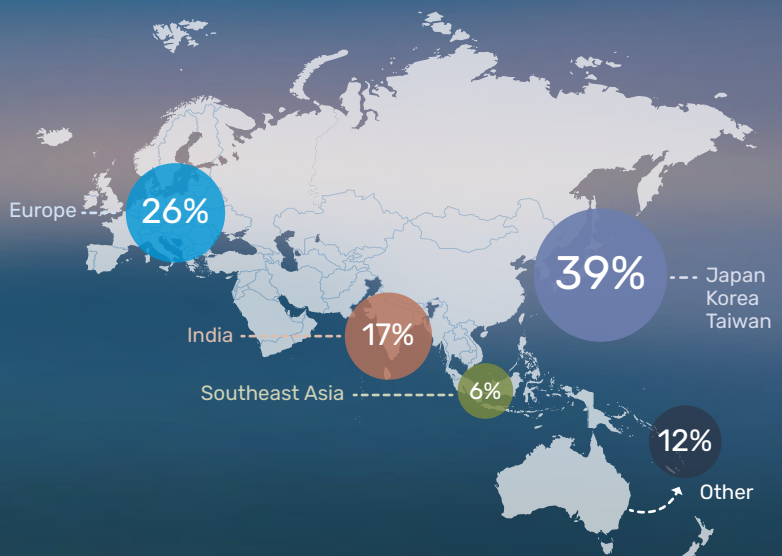 Europe
26%
39%
Japan
Korea
Taiwan
India
17%
Southeast Asia
6%
12%
Other